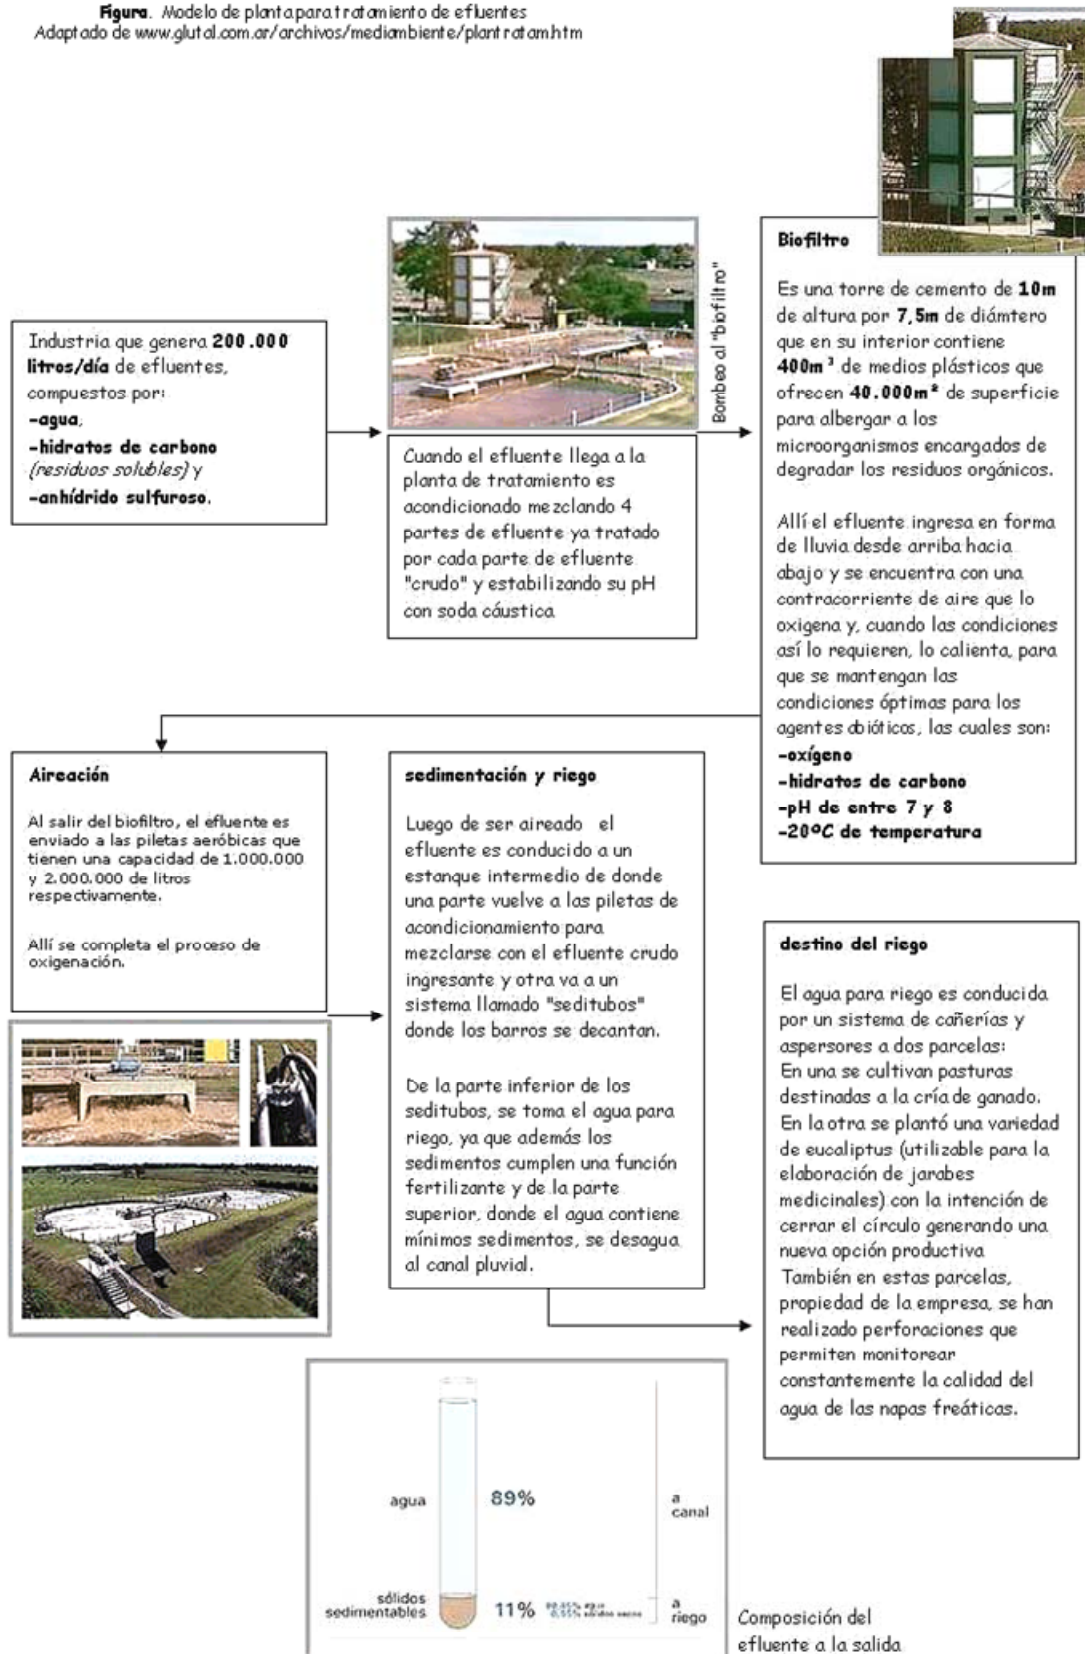 Figura. Modelo de planta para tratamiento de efluentes
Adaptado de www.glutal.com.ar/archivos/mediambiente/plantratam.htm
Industria que genera 200.000
litros/día de efluentes,
compuestos por:
-agua,
-hidratos de carbono
(residuos solubles) y
-anhídrido sulfuroso.
Cuando el efluente llega a la
planta de tratamiento es
acondicionado mezclando 4
partes de efluente ya tratado
por cada parte de efluente
"crudo" y estabilizando su pH
con soda cáustica
Bombeo al "biofiltro"
Biofiltro
Es una torre de cemento de 10m
de altura por 7,5m de diámtero
que en su interior contiene
400m³ de medios plásticos que
ofrecen 40.000m² de superficie
para albergar a los
microorganismos encargados de
degradar los residuos orgánicos.
Allí el efluente ingresa en forma
de lluvia desde arriba hacia
abajo y se encuentra con una
contracorriente de aire que lo
oxigena y, cuando las condiciones
así lo requieren, lo calienta, para
que se mantengan las
condiciones óptimas para los
agentes abióticos, las cuales son:
-oxígeno
-hidratos de carbono
-pH de entre 7 y 8
-20ºC de temperatura
Aireación
Al salir del biofiltro, el efluente es
enviado a las piletas aeróbicas que
tienen una capacidad de 1.000.000
y 2.000.000 de litros
respectivamente.
Allí se completa el proceso de
oxigenación.
sedimentación y riego
Luego de ser aireado el
efluente es conducido a un
estanque intermedio de donde
una parte vuelve a las piletas de
acondicionamiento para
mezclarse con el efluente crudo
ingresante y otra va a un
sistema llamado "seditubos"
donde los barros se decantan.
De la parte inferior de los
seditubos, se toma el agua para
riego, ya que además los
sedimentos cumplen una función
fertilizante y de la parte
superior, donde el agua contiene
mínimos sedimentos, se desagua
al canal pluvial.
destino del riego
El agua para riego es conducida
por un sistema de cañerías y
aspersores a dos parcelas:
En una se cultivan pasturas
destinadas a la cría de ganado.
En la otra se plantó una variedad
de eucaliptus (utilizable para la
elaboración de jarabes
medicinales) con la intención de
cerrar el círculo generando una
nueva opción productiva
También en estas parcelas,
propiedad de la empresa, se han
realizado perforaciones que
permiten monitorear
constantemente la calidad del
agua de las napas freáticas.
agua 89% a canal
sólidos sedimentables 11% agua sólidos secos a riego
Composición del
efluente a la salida